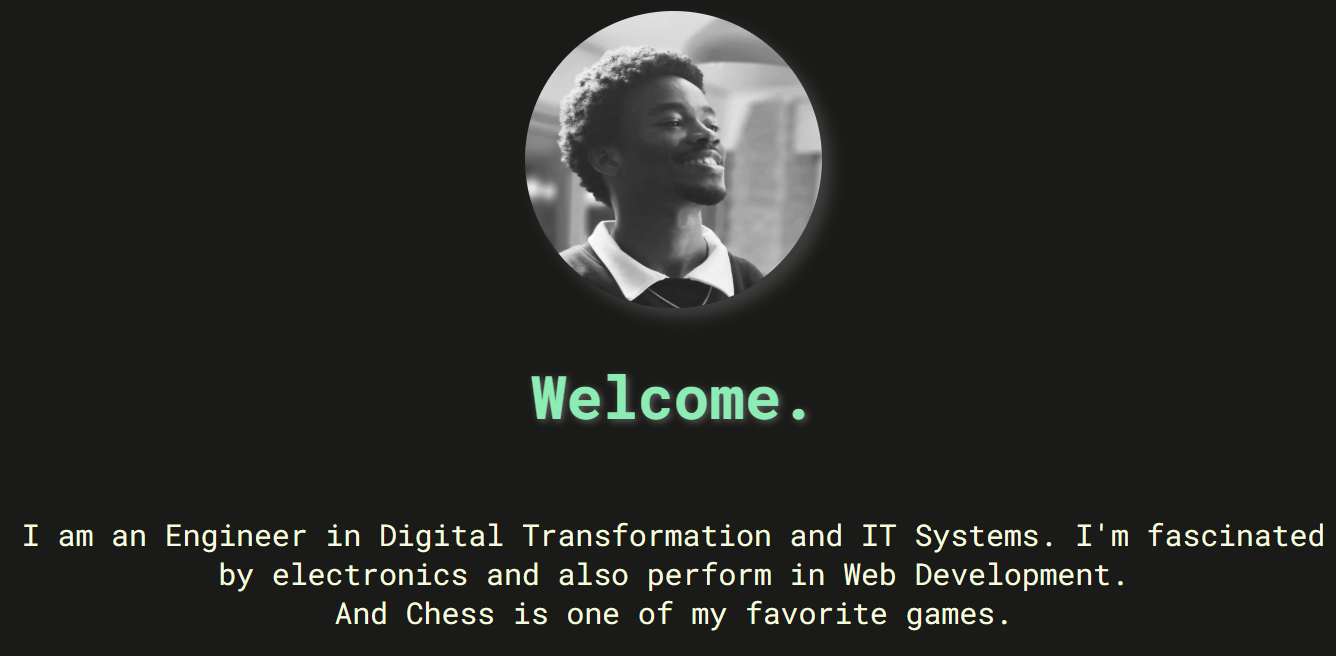 Welcome.
I am an Engineer in Digital Transformation and IT Systems. I'm fascinated
by electronics and also perform in Web Development.
And Chess is one of my favorite games.